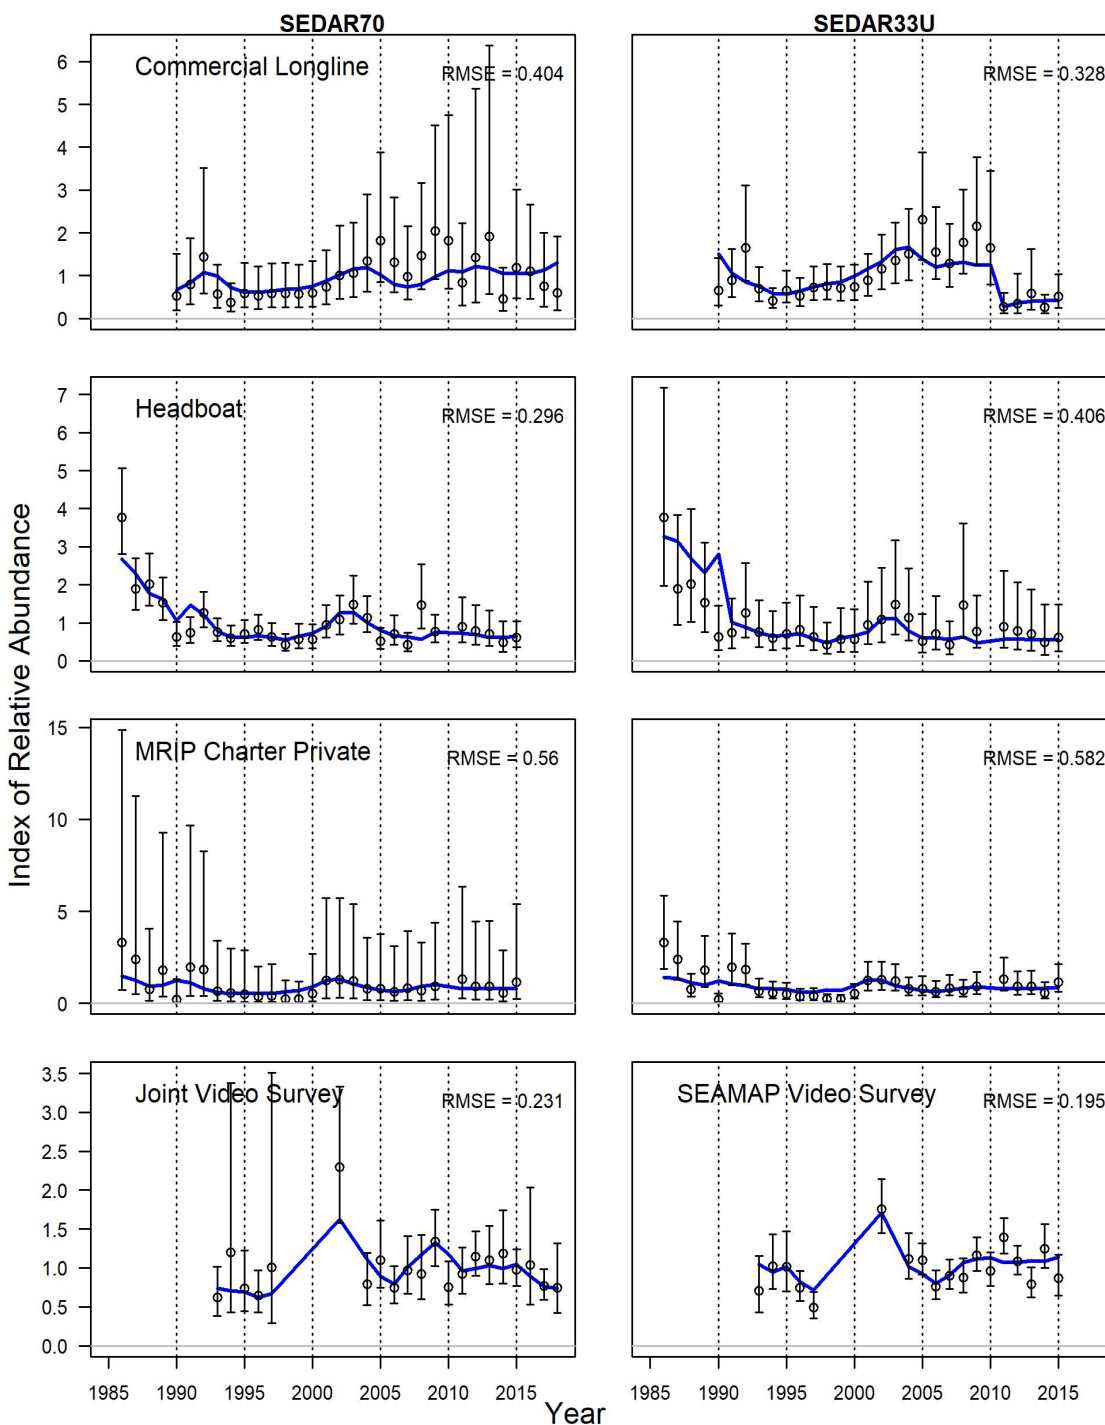 SEDAR70
SEDAR33U
Commercial Longline
RMSE = 0.404
RMSE = 0.328
6
5
4
3
2
1
0
Headboat
RMSE = 0.296
RMSE = 0.406
7
6
5
4
3
2
1
0
MRIP Charter Private
RMSE = 0.56
RMSE = 0.582
15
10
5
0
Joint Video Survey
RMSE = 0.231
SEAMAP Video Survey
RMSE = 0.195
3.5
3.0
2.5
2.0
1.5
1.0
0.5
0.0
1985 1990 1995 2000 2005 2010 2015
1985 1990 1995 2000 2005 2010 2015
Index of Relative Abundance
Year